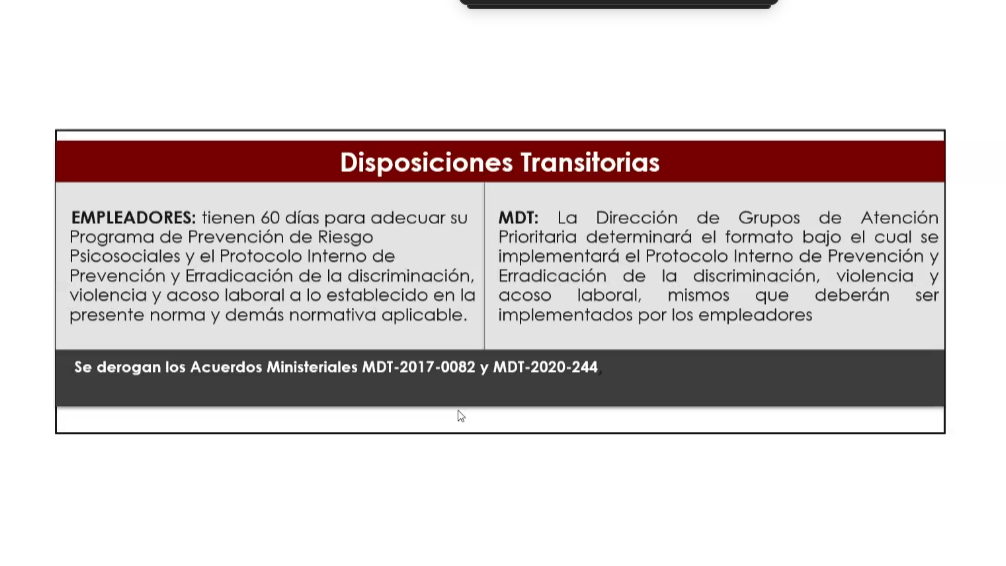 Disposiciones Transitorias
EMPLEADORES: tienen 60 días para adecuar su
Programa de Prevención de Riesgo
Psicosociales y el Protocolo Interno de
Prevención y Erradicación de la discriminación,
violencia y acoso laboral a lo establecido en la
presente norma y demás normativa aplicable.
MDT: La Dirección de Grupos de Atención
Prioritaria determinará el formato bajo el cual se
implementará el Protocolo Interno de Prevención y
Erradicación de la discriminación, violencia y
acoso laboral, mismos que deberán ser
implementados por los empleadores
Se derogan los Acuerdos Ministeriales MDT-2017-0082 y MDT-2020-244